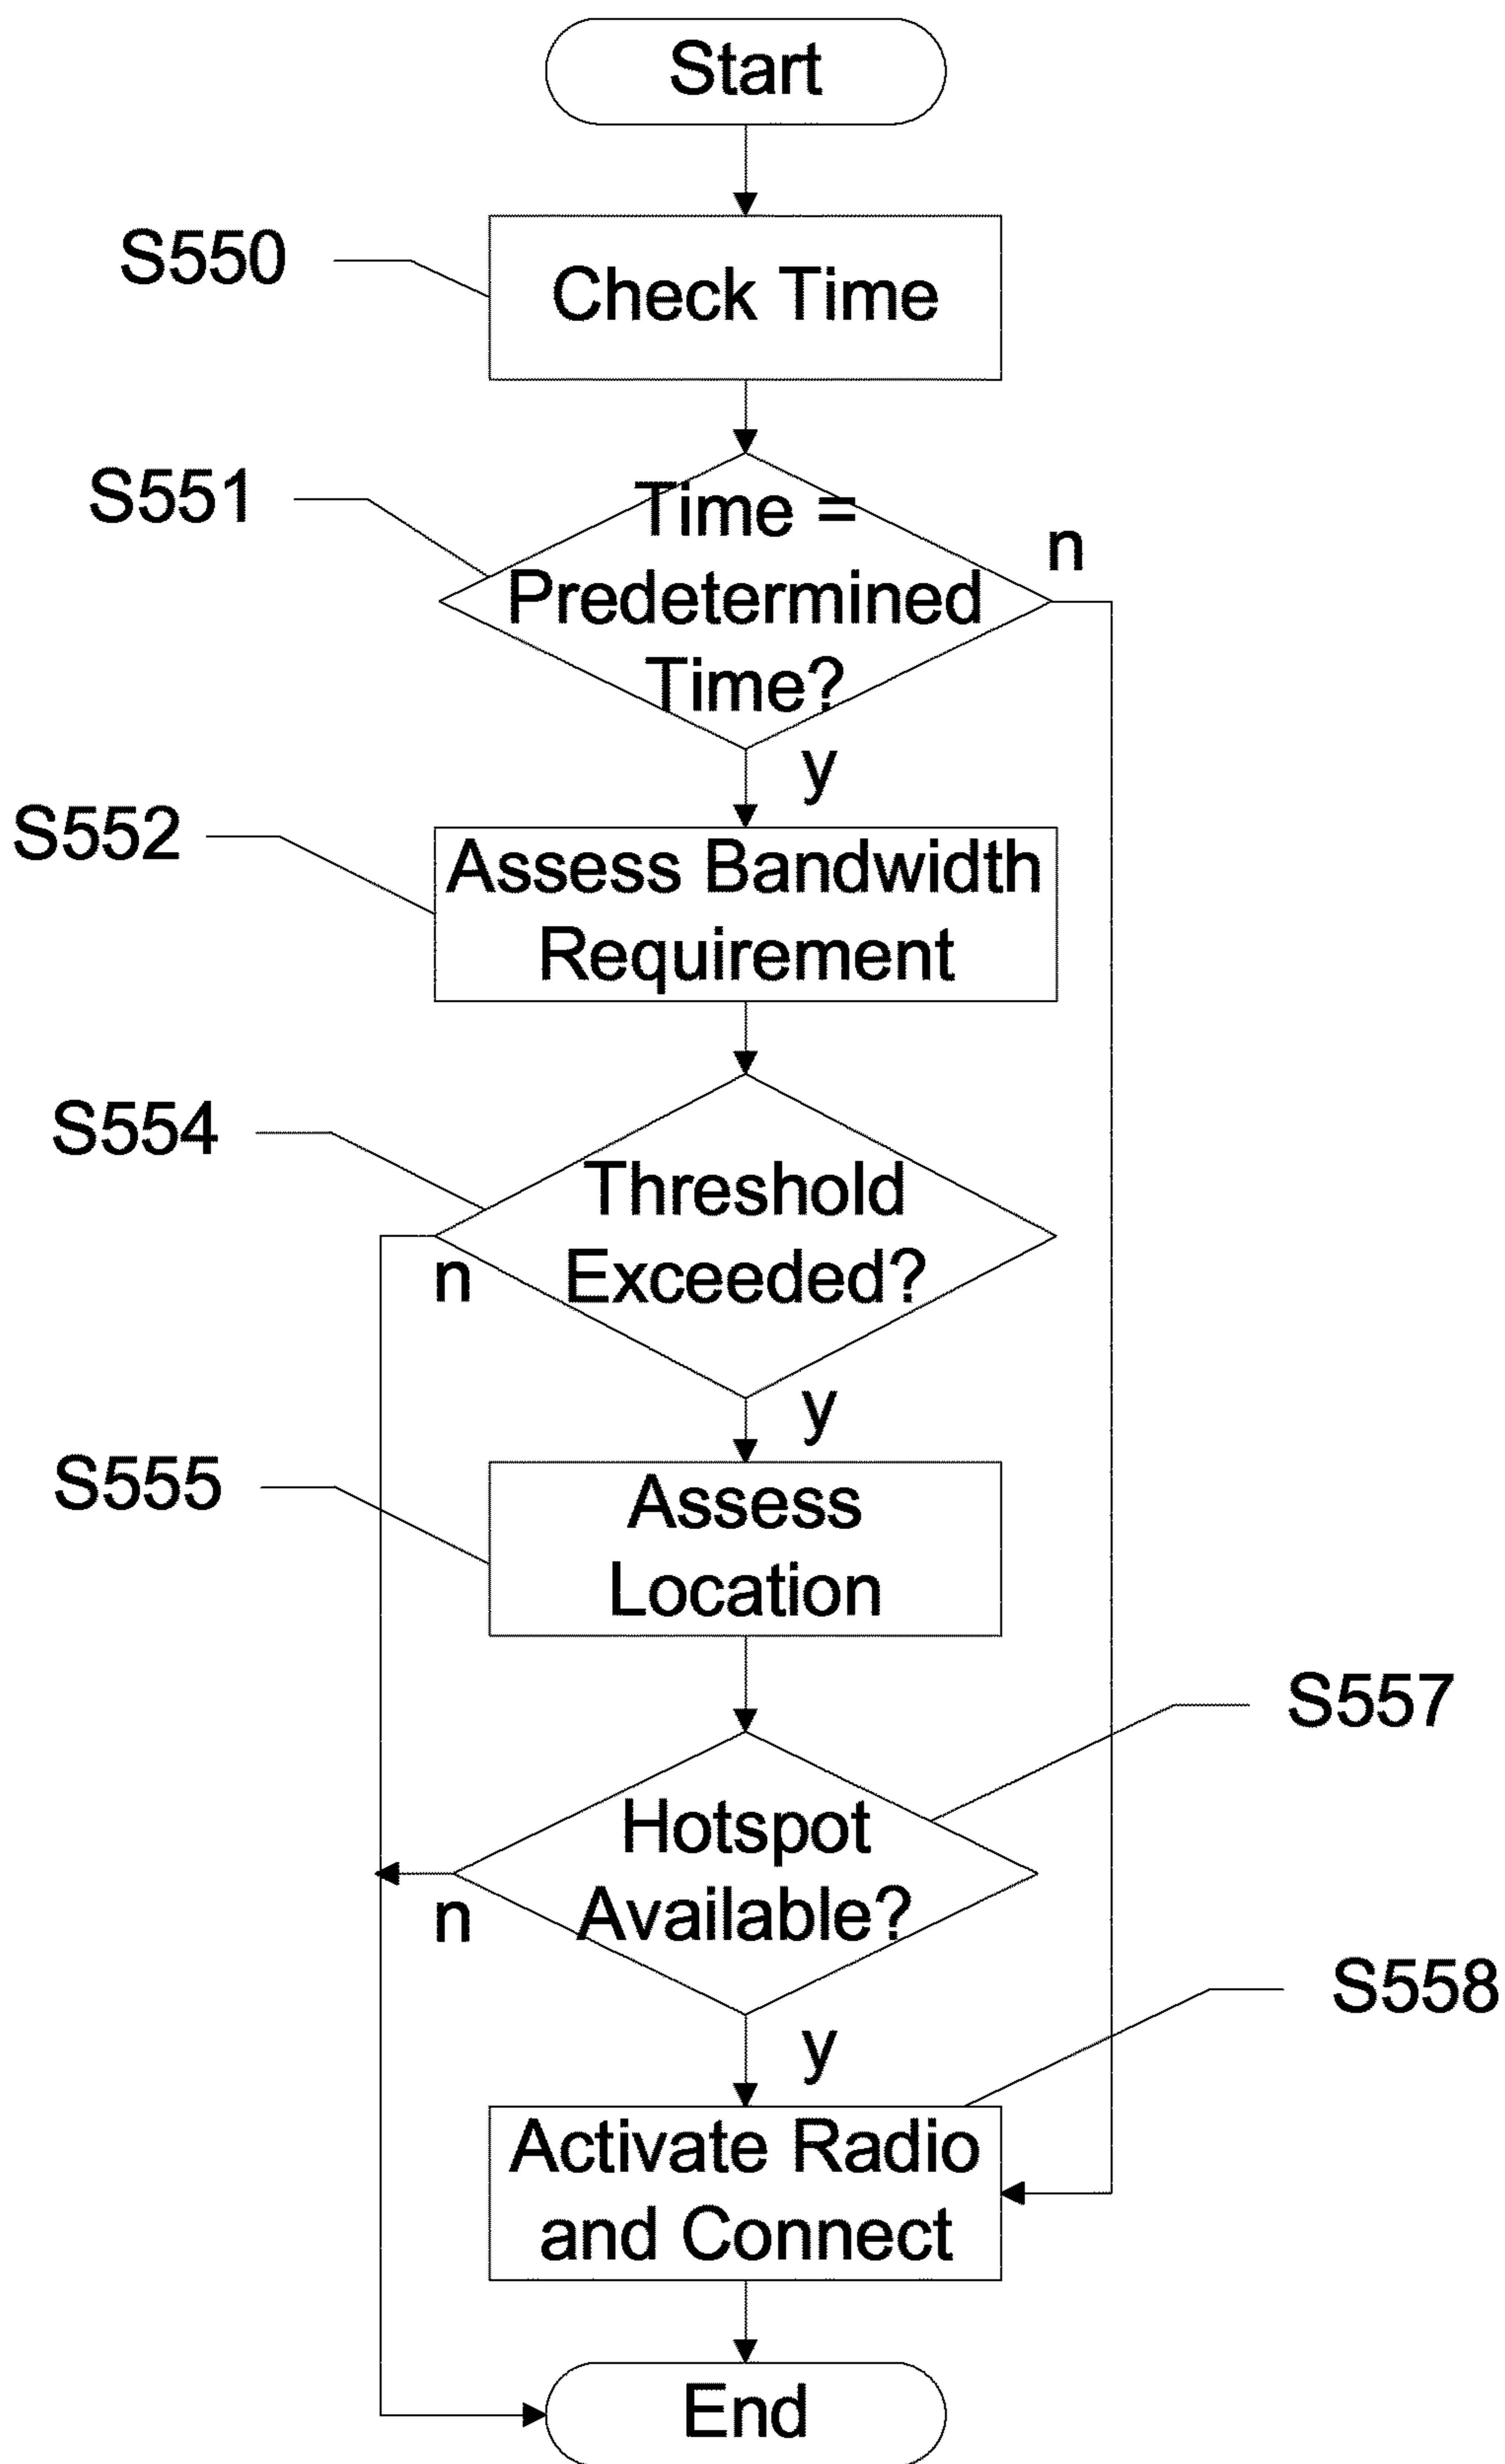 Start
S550
Check Time
S551
Time =
Predetermined
Time?
n
y
S552
Assess Bandwidth
Requirement
S554
Threshold
Exceeded?
n
y
S555
Assess
Location
S557
Hotspot
Available?
n
y
S558
Activate Radio
and Connect
End